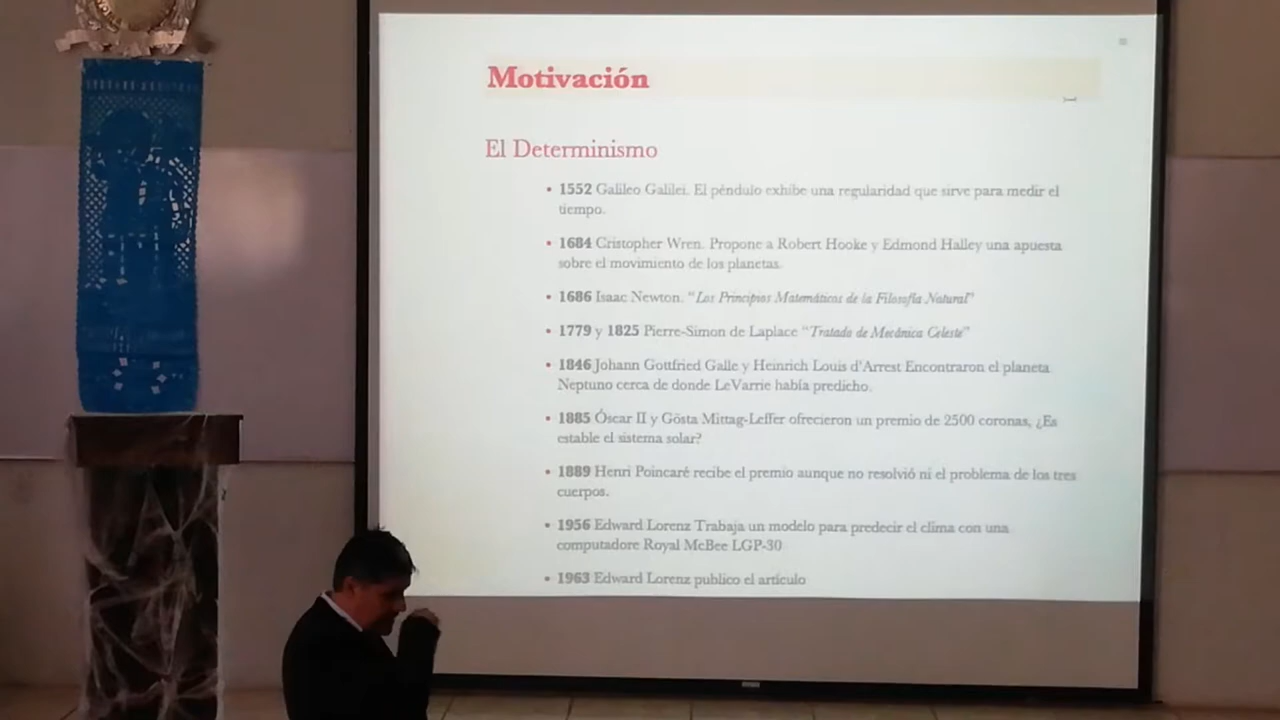 Motivación
El Determinismo
• 1552 Galileo Galilei. El péndulo exhibe una regularidad que sirve para medir el
tiempo.
• 1684 Cristopher Wren. Propone a Robert Hooke y Edmond Halley una apuesta
sobre el movimiento de los planetas.
• 1686 Isaac Newton. “Los Principios Matemáticos de la Filosofía Natural”
• 1779 y 1825 Pierre-Simon de Laplace “Tratado de Mecánica Celeste”
• 1846 Johann Gottfried Galle y Heinrich Louis d’Arrest Encontraron el planeta
Neptuno cerca de donde LeVarrie había predicho.
• 1885 Óscar II y Gösta Mittag-Leffer ofrecieron un premio de 2500 coronas, ¿Es
estable el sistema solar?
• 1889 Henri Poincaré recibe el premio aunque no resolvió ni el problema de los tres
cuerpos.
• 1956 Edward Lorenz Trabaja un modelo para predecir el clima con una
computadore Royal McBee LGP-30
• 1963 Edward Lorenz publico el artículo